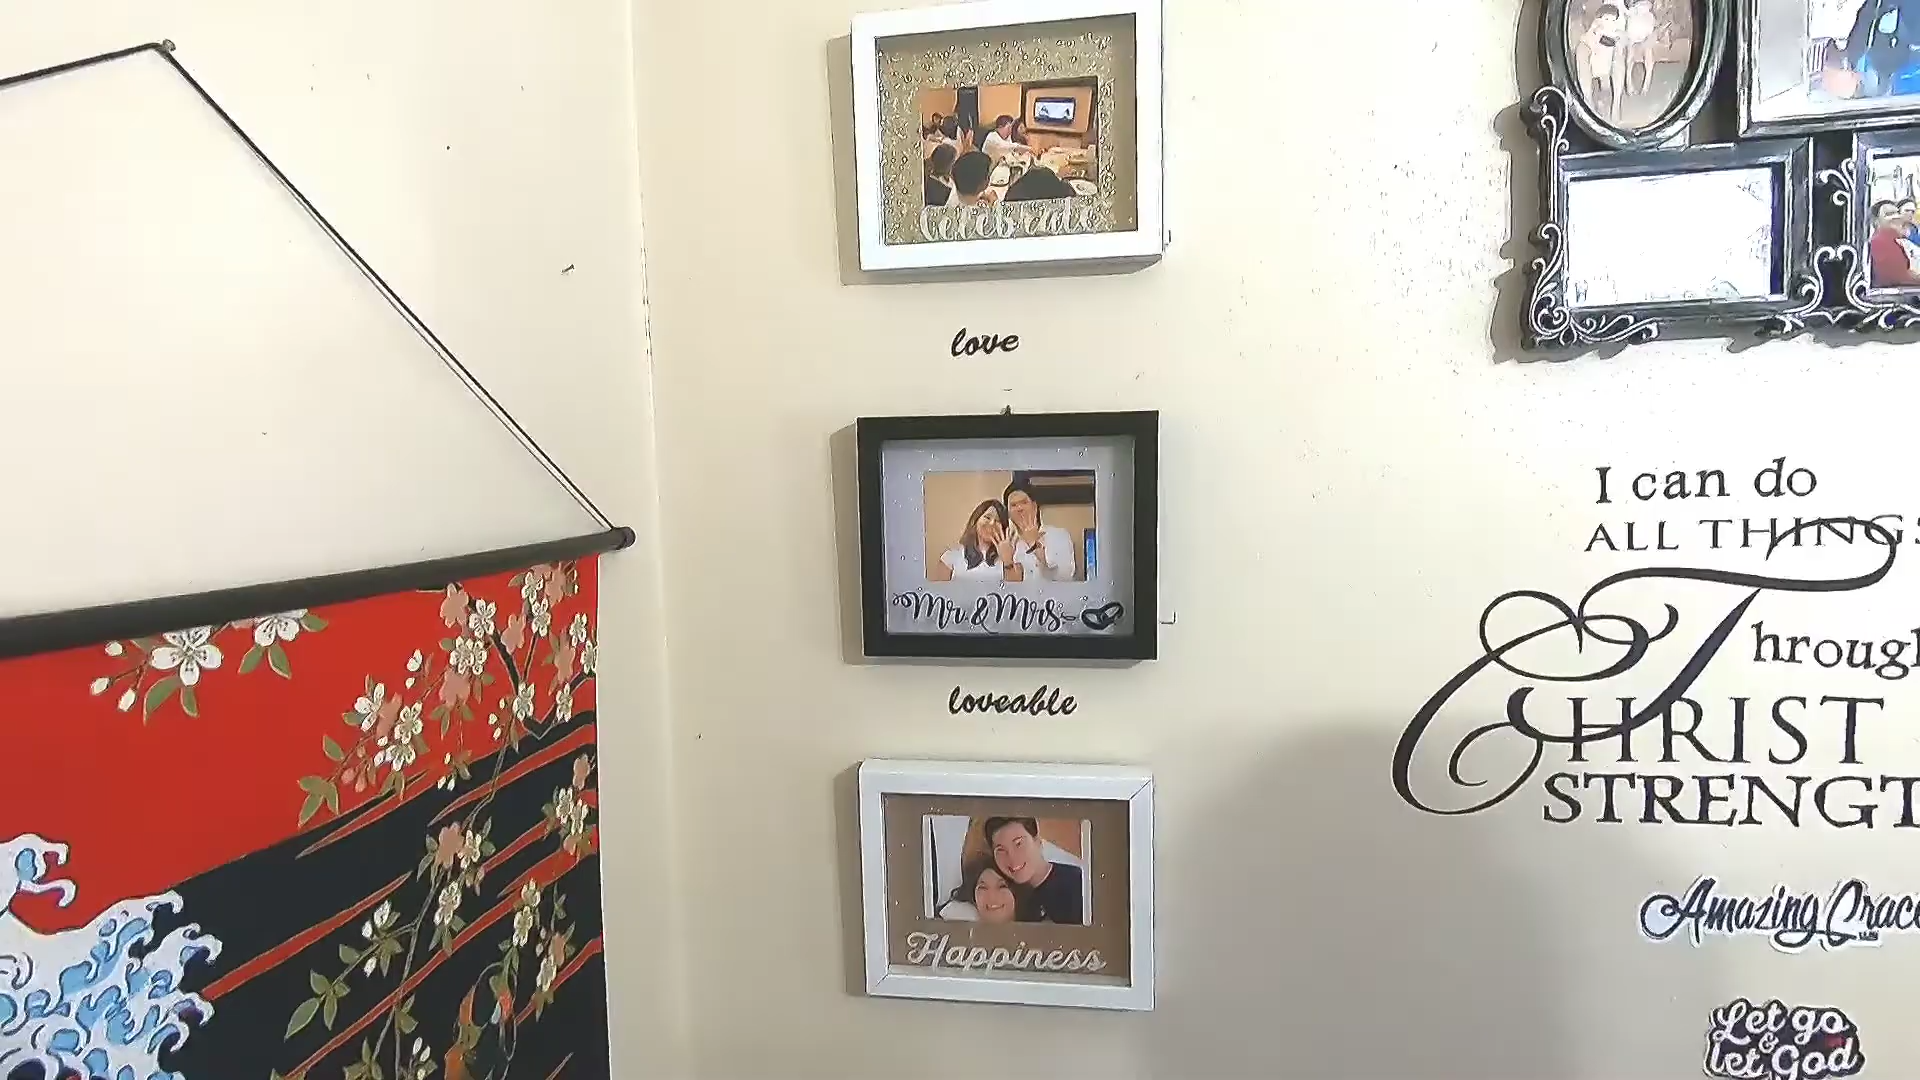 Celebrate
love
Mr & Mrs
loveable
Happiness
I can do
ALL THINGS
Through
CHRIST
STRENGT
Amazing Grace
Let go
&
let God